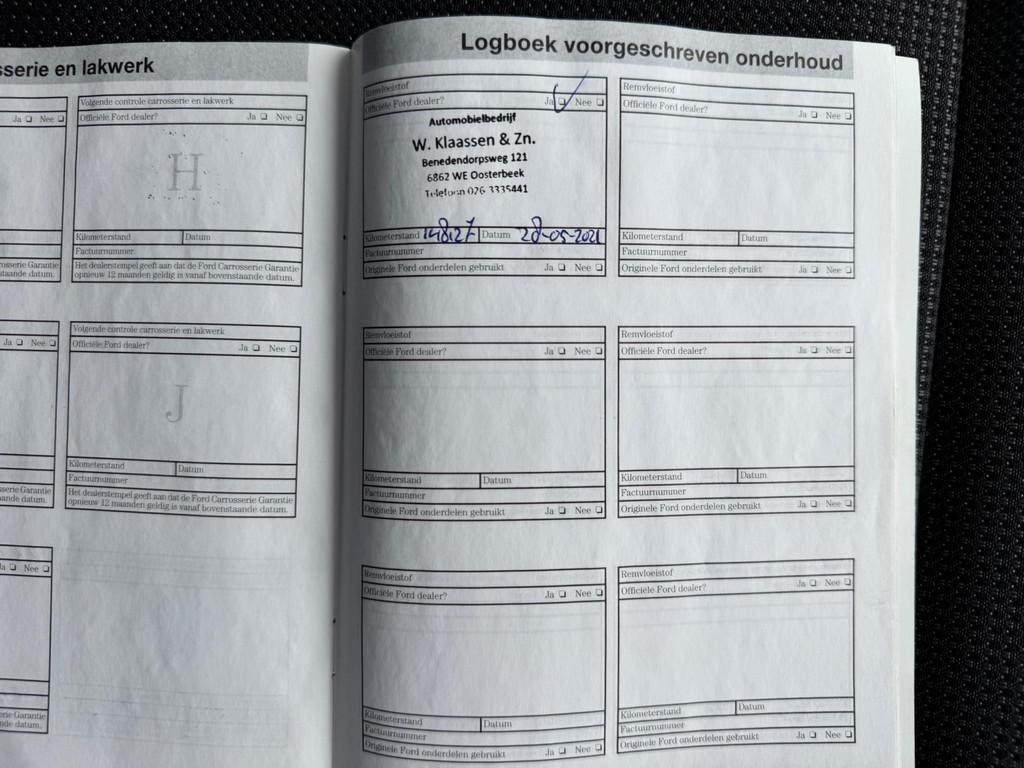 sserie en lakwerk
Ja Nee
Volgende controle carrosserie en lakwerk
Officiële Ford dealer? Ja Nee
H
Kilometerstand Datum
Factuurnummer
Het dealerstempel geeft aan dat de Ford Carrosserie Garantie
opnieuw 12 maanden geldig is vanaf bovenstaande datum.
rosserie Garantie
staande datum.
Ja Nee
Volgende controle carrosserie en lakwerk
Officiële Ford dealer? Ja Nee
J
Kilometerstand Datum
Factuurnummer
Het dealerstempel geeft aan dat de Ford Carrosserie Garantie
opnieuw 12 maanden geldig is vanaf bovenstaande datum.
sserie Garantie
aande datum.
Ja Nee
erie Garantie
nde datum.
Logboek voorgeschreven onderhoud
Remvloeistof
Officiële Ford dealer? Ja Nee
Automobielbedrijf
W. Klaassen & Zn.
Benedendorpsweg 121
6862 WE Oosterbeek
Telefoon 026 3335441
Kilometerstand 148127 Datum 28-05-2021
Factuurnummer
Originele Ford onderdelen gebruikt Ja Nee
Remvloeistof
Officiële Ford dealer? Ja Nee
Kilometerstand Datum
Factuurnummer
Originele Ford onderdelen gebruikt Ja Nee
Remvloeistof
Officiële Ford dealer? Ja Nee
Kilometerstand Datum
Factuurnummer
Originele Ford onderdelen gebruikt Ja Nee
Remvloeistof
Officiële Ford dealer? Ja Nee
Kilometerstand Datum
Factuurnummer
Originele Ford onderdelen gebruikt Ja Nee
Remvloeistof
Officiële Ford dealer? Ja Nee
Kilometerstand Datum
Factuurnummer
Originele Ford onderdelen gebruikt Ja Nee
Remvloeistof
Officiële Ford dealer? Ja Nee
Kilometerstand Datum
Factuurnummer
Originele Ford onderdelen gebruikt Ja Nee